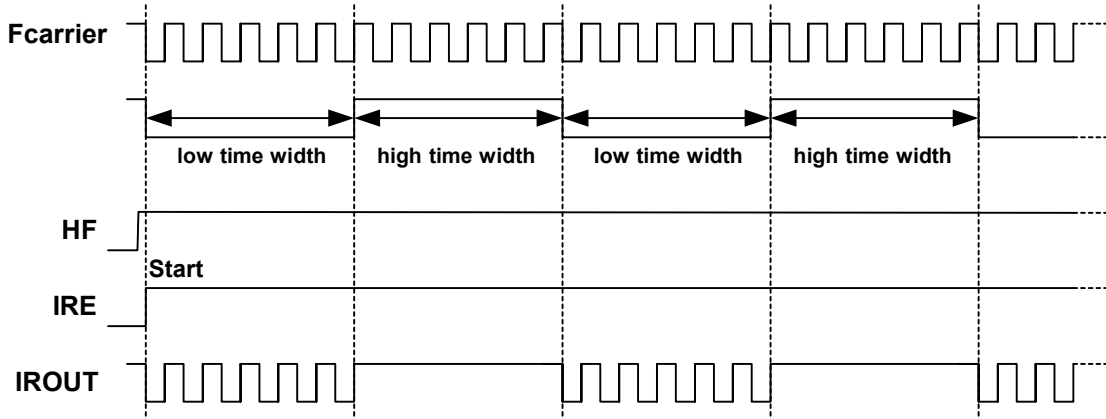 Fcarrier
low time width high time width low time width high time width
HF
Start
IRE
IROUT